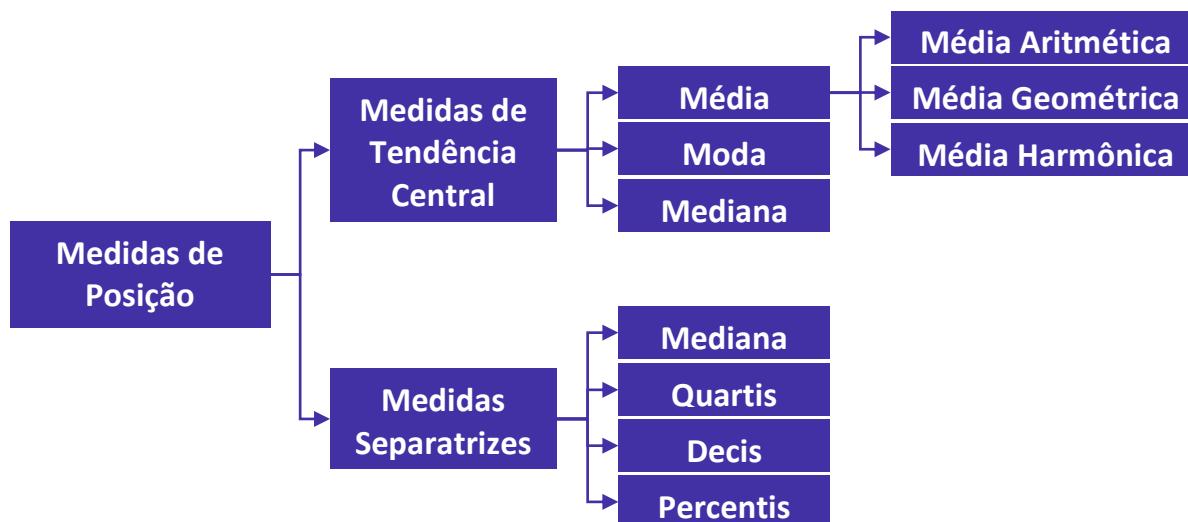 Medidas de
Posição
Medidas de
Tendência
Central
Média
Moda
Mediana
Média Aritmética
Média Geométrica
Média Harmônica
Medidas
Separatrizes
Mediana
Quartis
Decis
Percentis